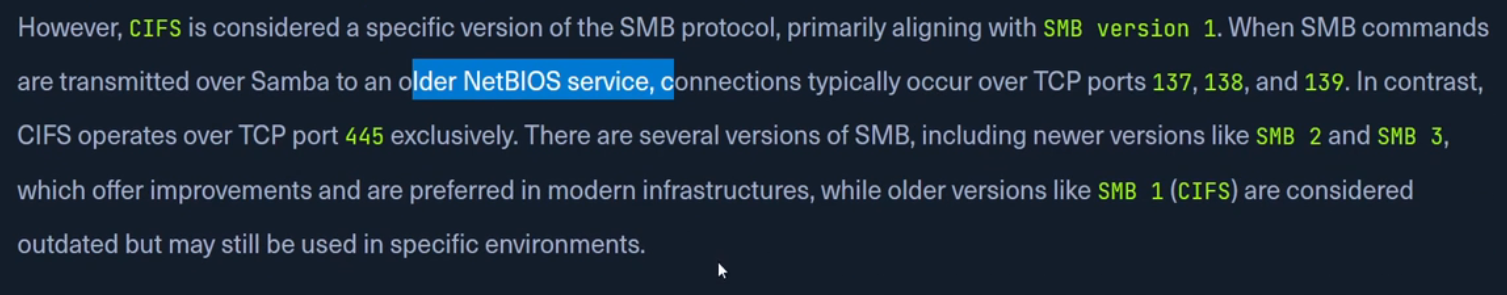 However, CIFS is considered a specific version of the SMB protocol, primarily aligning with SMB version 1. When SMB commands
are transmitted over Samba to an older NetBIOS service, connections typically occur over TCP ports 137, 138, and 139. In contrast,
CIFS operates over TCP port 445 exclusively. There are several versions of SMB, including newer versions like SMB 2 and SMB 3,
which offer improvements and are preferred in modern infrastructures, while older versions like SMB 1 (CIFS) are considered
outdated but may still be used in specific environments.